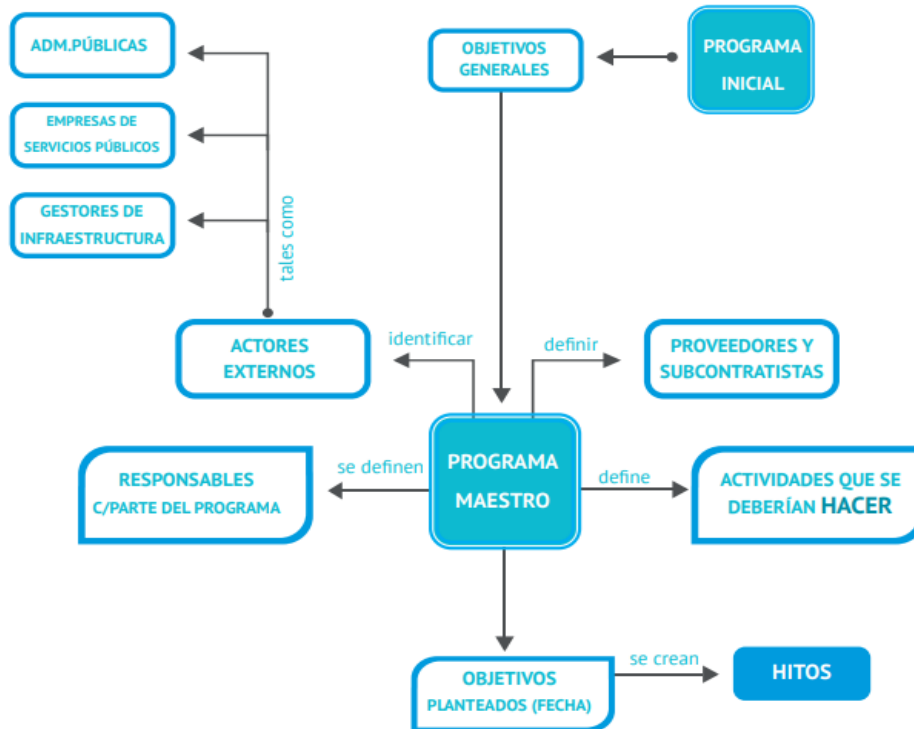 ADM.PÚBLICAS
OBJETIVOS
GENERALES
PROGRAMA
INICIAL
EMPRESAS DE
SERVICIOS PÚBLICOS
GESTORES DE
INFRAESTRUCTURA
tales como
ACTORES
EXTERNOS
identificar
definir
PROVEEDORES Y
SUBCONTRATISTAS
RESPONSABLES
C/PARTE DEL PROGRAMA
se definen
PROGRAMA
MAESTRO
define
ACTIVIDADES QUE SE
DEBERÍAN HACER
OBJETIVOS
PLANTEADOS (FECHA)
se crean
HITOS